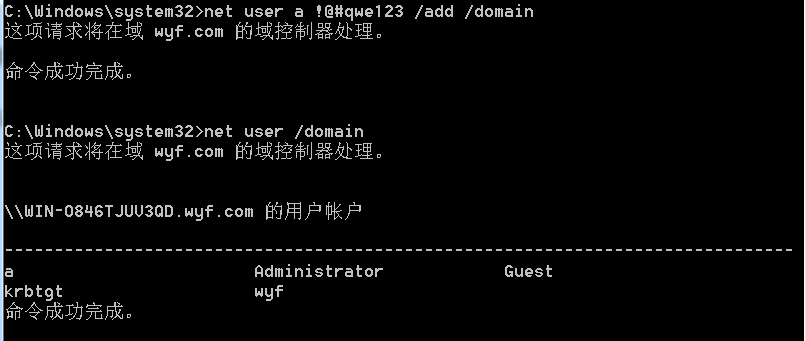 C:\Windows\system32>net user a !@#qwe123 /add /domain
这项请求将在域 wyf.com 的域控制器处理。
命令成功完成。
C:\Windows\system32>net user /domain
这项请求将在域 wyf.com 的域控制器处理。
\\WIN-O846TJUV3QD.wyf.com 的用户帐户
-------------------------------------------------------------------------------
a Administrator Guest
krbtgt wyf
命令成功完成。